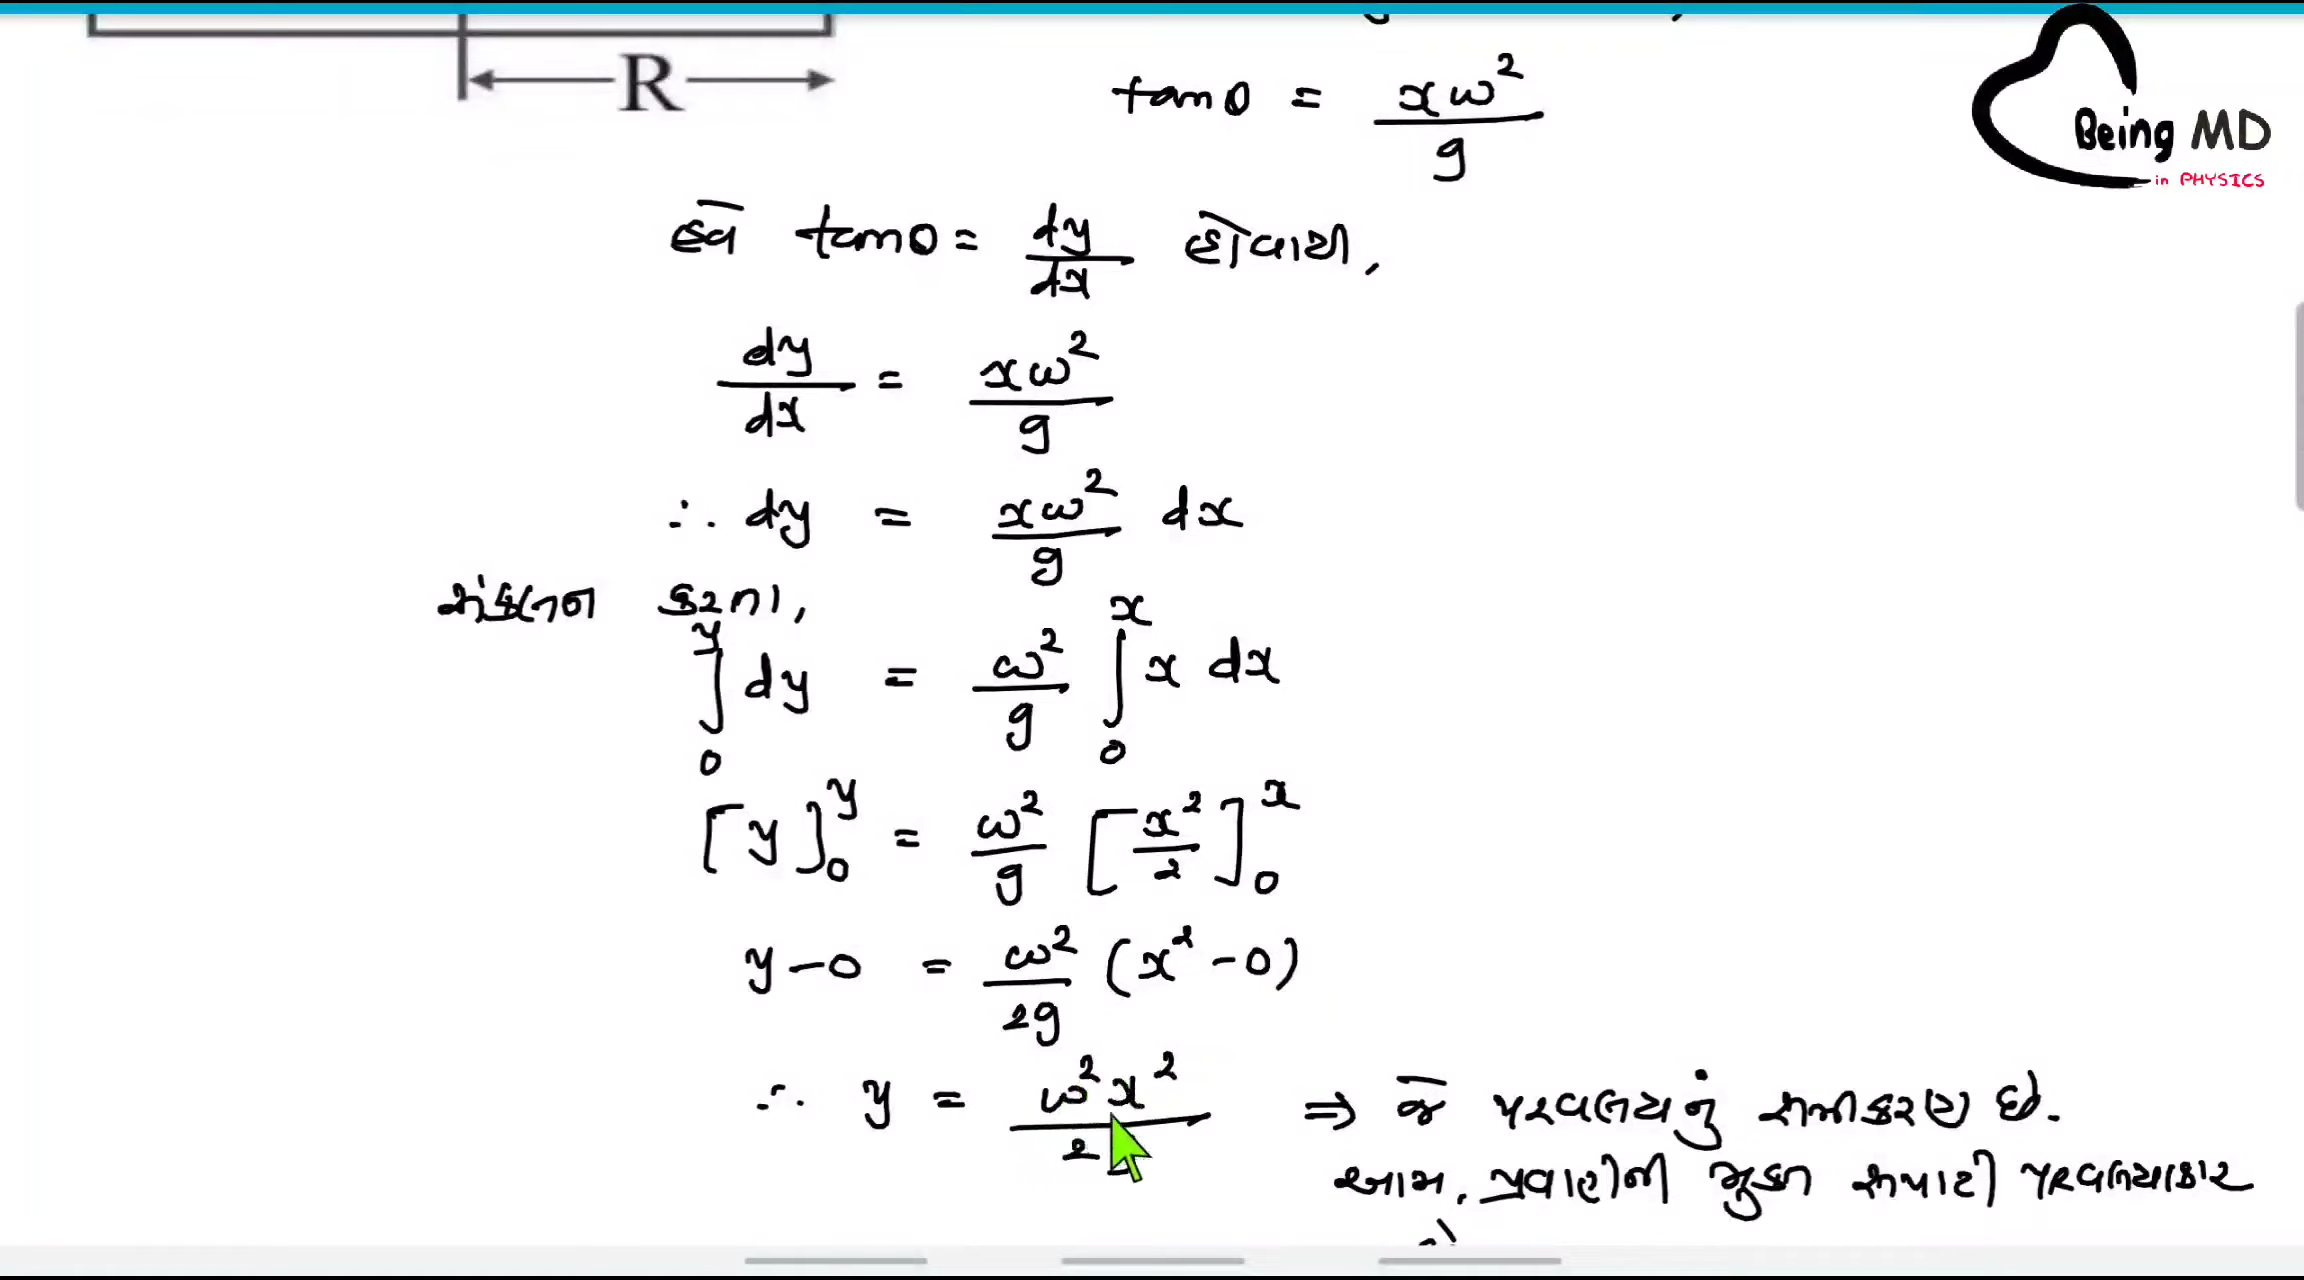 R
tanθ = xω²/g
Being MD
in PHYSICS
હવે tanθ = dy/dx હોવાથી,
dy/dx = xω²/g
∴ dy = xω²/g dx
સંકલન કરતા,
∫₀ʸ dy = ω²/g ∫₀ˣ x dx
[y]₀ʸ = ω²/g [x²/2]₀ˣ
y-0 = ω²/2g (x²-0)
∴ y = ω²x²/2 ⇒ જે પરવલયનું સમીકરણ છે.
આમ, પ્રવાહીની મુક્ત સપાટી પરવલયાકાર